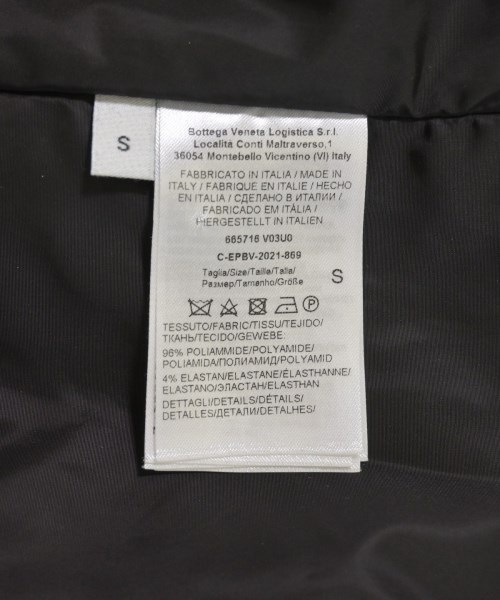 S
Bottega Veneta Logistica S.r.l.
Località Conti Maltraverso,1
36054 Montebello Vicentino (VI) Italy
FABBRICATO IN ITALIA / MADE IN
ITALY / FABRIQUE EN ITALIE / HECHO
EN ITALIA / СДЕЛАНО В ИТАЛИИ /
FABRICADO EM ITÁLIA /
HERGESTELLT IN ITALIEN
665716 V03U0
C-EPBV-2021-869
Taglia/Size/Taille/Talla/
Размер/Tamanho/Größe
S
P
TESSUTO/FABRIC/TISSU/TEJIDO/
ТКАНЬ/TECIDO/GEWEBE:
96% POLIAMMIDE/POLYAMIDE/
POLIAMIDA/ПОЛИАМИД/POLYAMID
4% ELASTAN/ELASTANE/ÉLASTHANNE/
ELASTANO/ЭЛАСТАН/ELASTHAN
DETTAGLI/DETAILS/DÉTAILS/
DETALLES/ДЕТАЛИ/DETALHES/